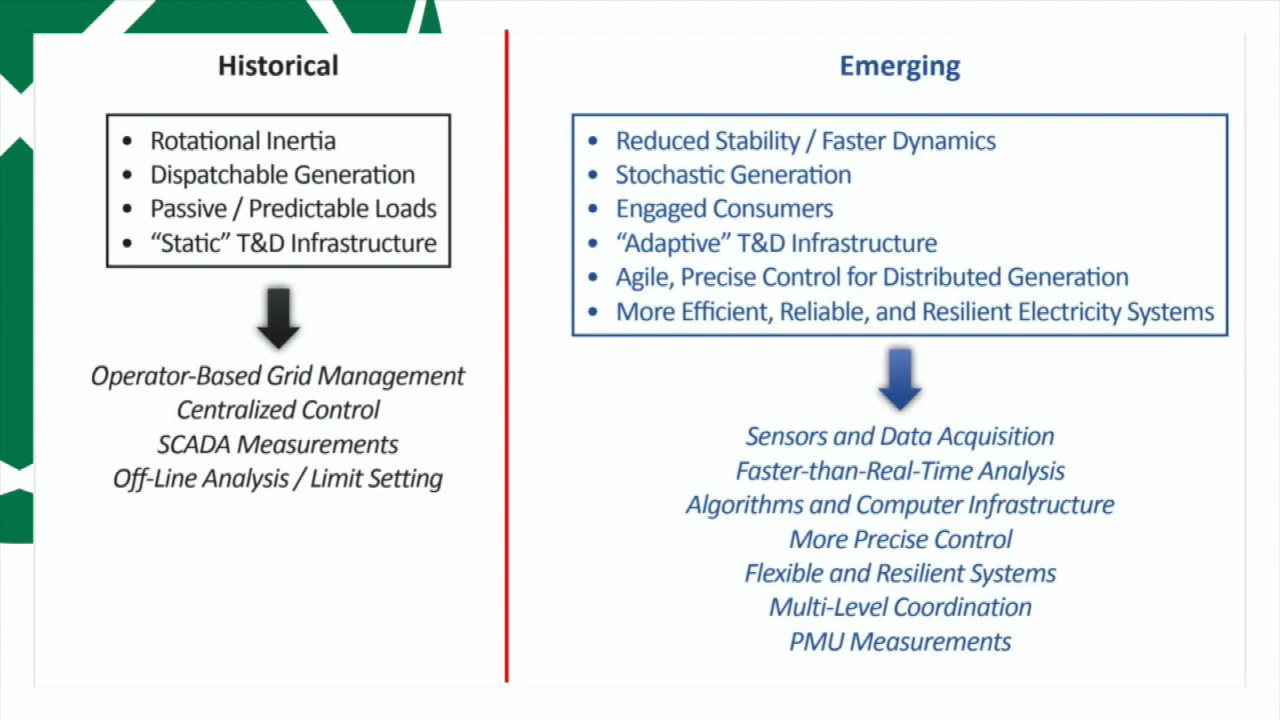 Historical
• Rotational Inertia
• Dispatchable Generation
• Passive / Predictable Loads
• “Static” T&D Infrastructure
Operator-Based Grid Management
Centralized Control
SCADA Measurements
Off-Line Analysis / Limit Setting
Emerging
• Reduced Stability / Faster Dynamics
• Stochastic Generation
• Engaged Consumers
• “Adaptive” T&D Infrastructure
• Agile, Precise Control for Distributed Generation
• More Efficient, Reliable, and Resilient Electricity Systems
Sensors and Data Acquisition
Faster-than-Real-Time Analysis
Algorithms and Computer Infrastructure
More Precise Control
Flexible and Resilient Systems
Multi-Level Coordination
PMU Measurements